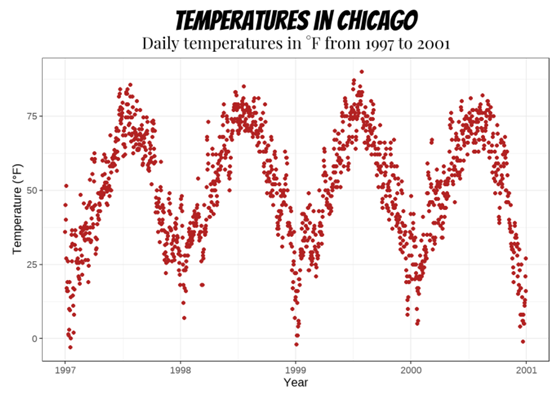 TEMPERATURES IN CHICAGO
Daily temperatures in °F from 1997 to 2001
Temperature (°F)
75
50
25
0
1997 1998 1999 2000 2001
Year